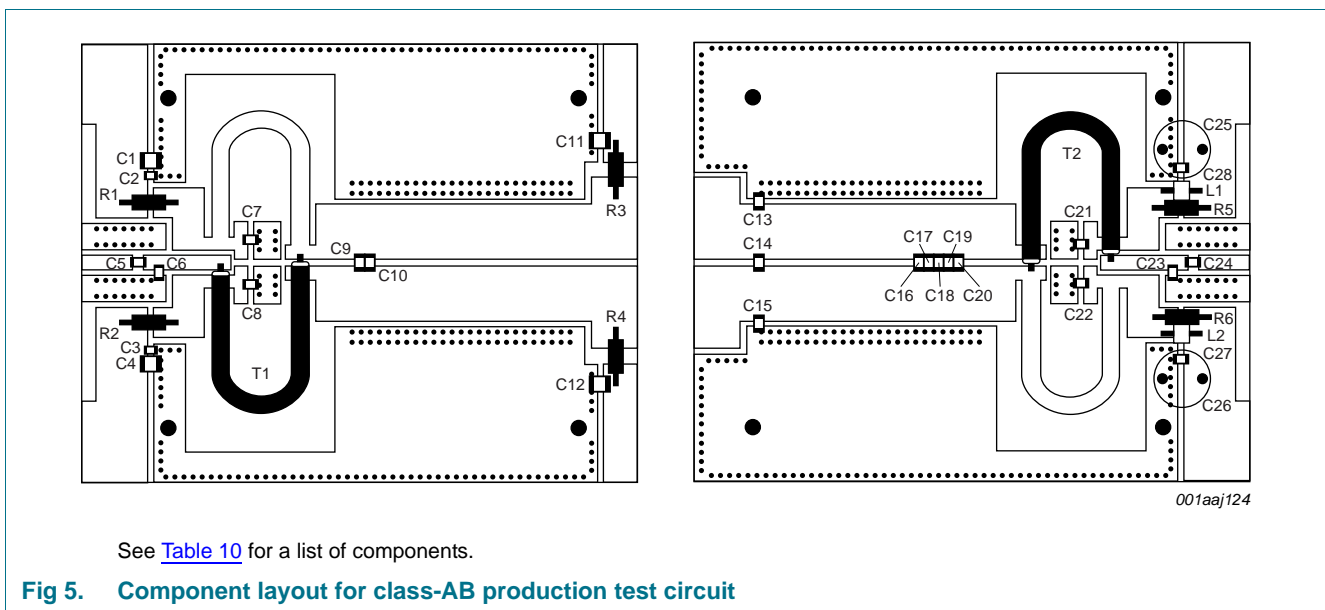 C1
C2
R1
C5
C6
R2
C3
C4
C7
C8
T1
C9
C10
C11
R3
R4
C12
C13
C14
C15
C17
C19
C16
C18
C20
T2
C21
C22
C23
C24
C25
C28
L1
R5
R6
L2
C27
C26
001aaj124
See Table 10 for a list of components.
Fig 5. Component layout for class-AB production test circuit